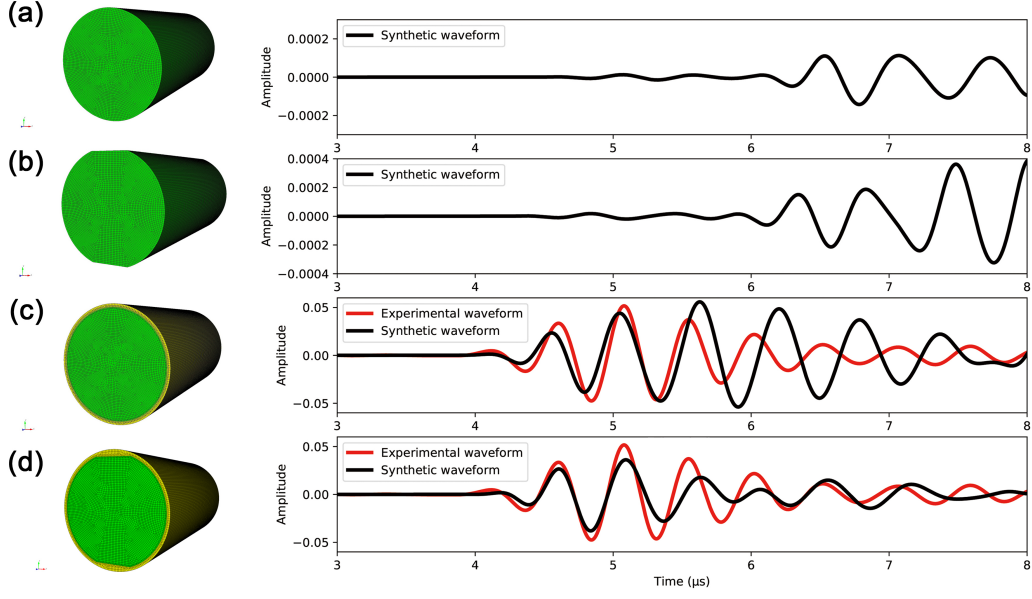 (a)
Amplitude
0.0002
0.0000
−0.0002
Synthetic waveform
3 4 5 6 7 8
(b)
Amplitude
0.0004
0.0002
0.0000
−0.0002
−0.0004
Synthetic waveform
3 4 5 6 7 8
(c)
Amplitude
0.05
0.00
−0.05
Experimental waveform
Synthetic waveform
3 4 5 6 7 8
(d)
Amplitude
0.05
0.00
−0.05
Experimental waveform
Synthetic waveform
3 4 5 6 7 8
Time (μs)